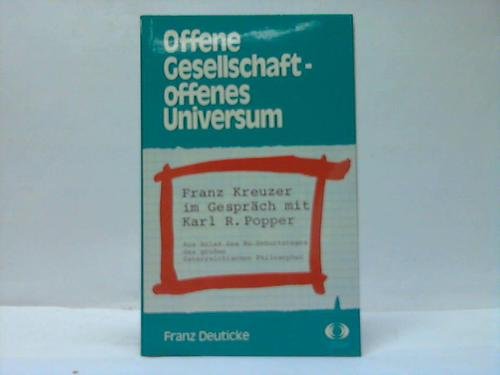 Offene
Gesellschaft-
offenes
Universum
Franz Kreuzer
im Gespräch mit
Karl R. Popper
Aus Anlaß des 80. Geburtstages
des großen
österreichischen Philosophen
Franz Deuticke